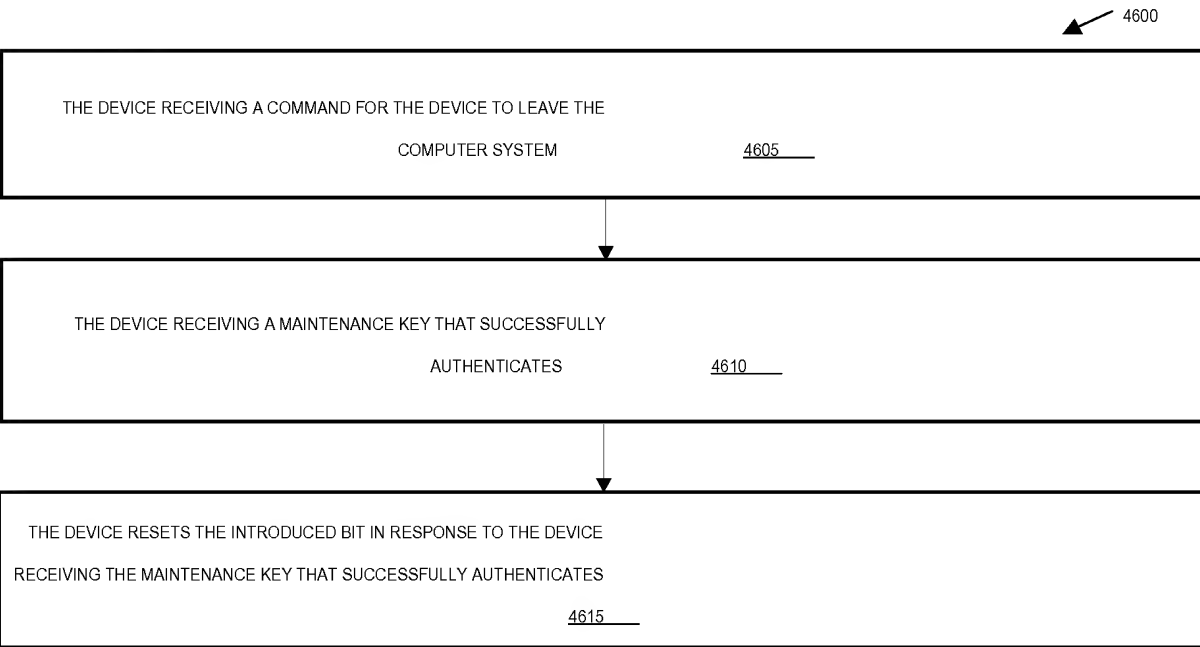 4600
THE DEVICE RECEIVING A COMMAND FOR THE DEVICE TO LEAVE THE
COMPUTER SYSTEM 4605
THE DEVICE RECEIVING A MAINTENANCE KEY THAT SUCCESSFULLY
AUTHENTICATES 4610
THE DEVICE RESETS THE INTRODUCED BIT IN RESPONSE TO THE DEVICE
RECEIVING THE MAINTENANCE KEY THAT SUCCESSFULLY AUTHENTICATES
4615